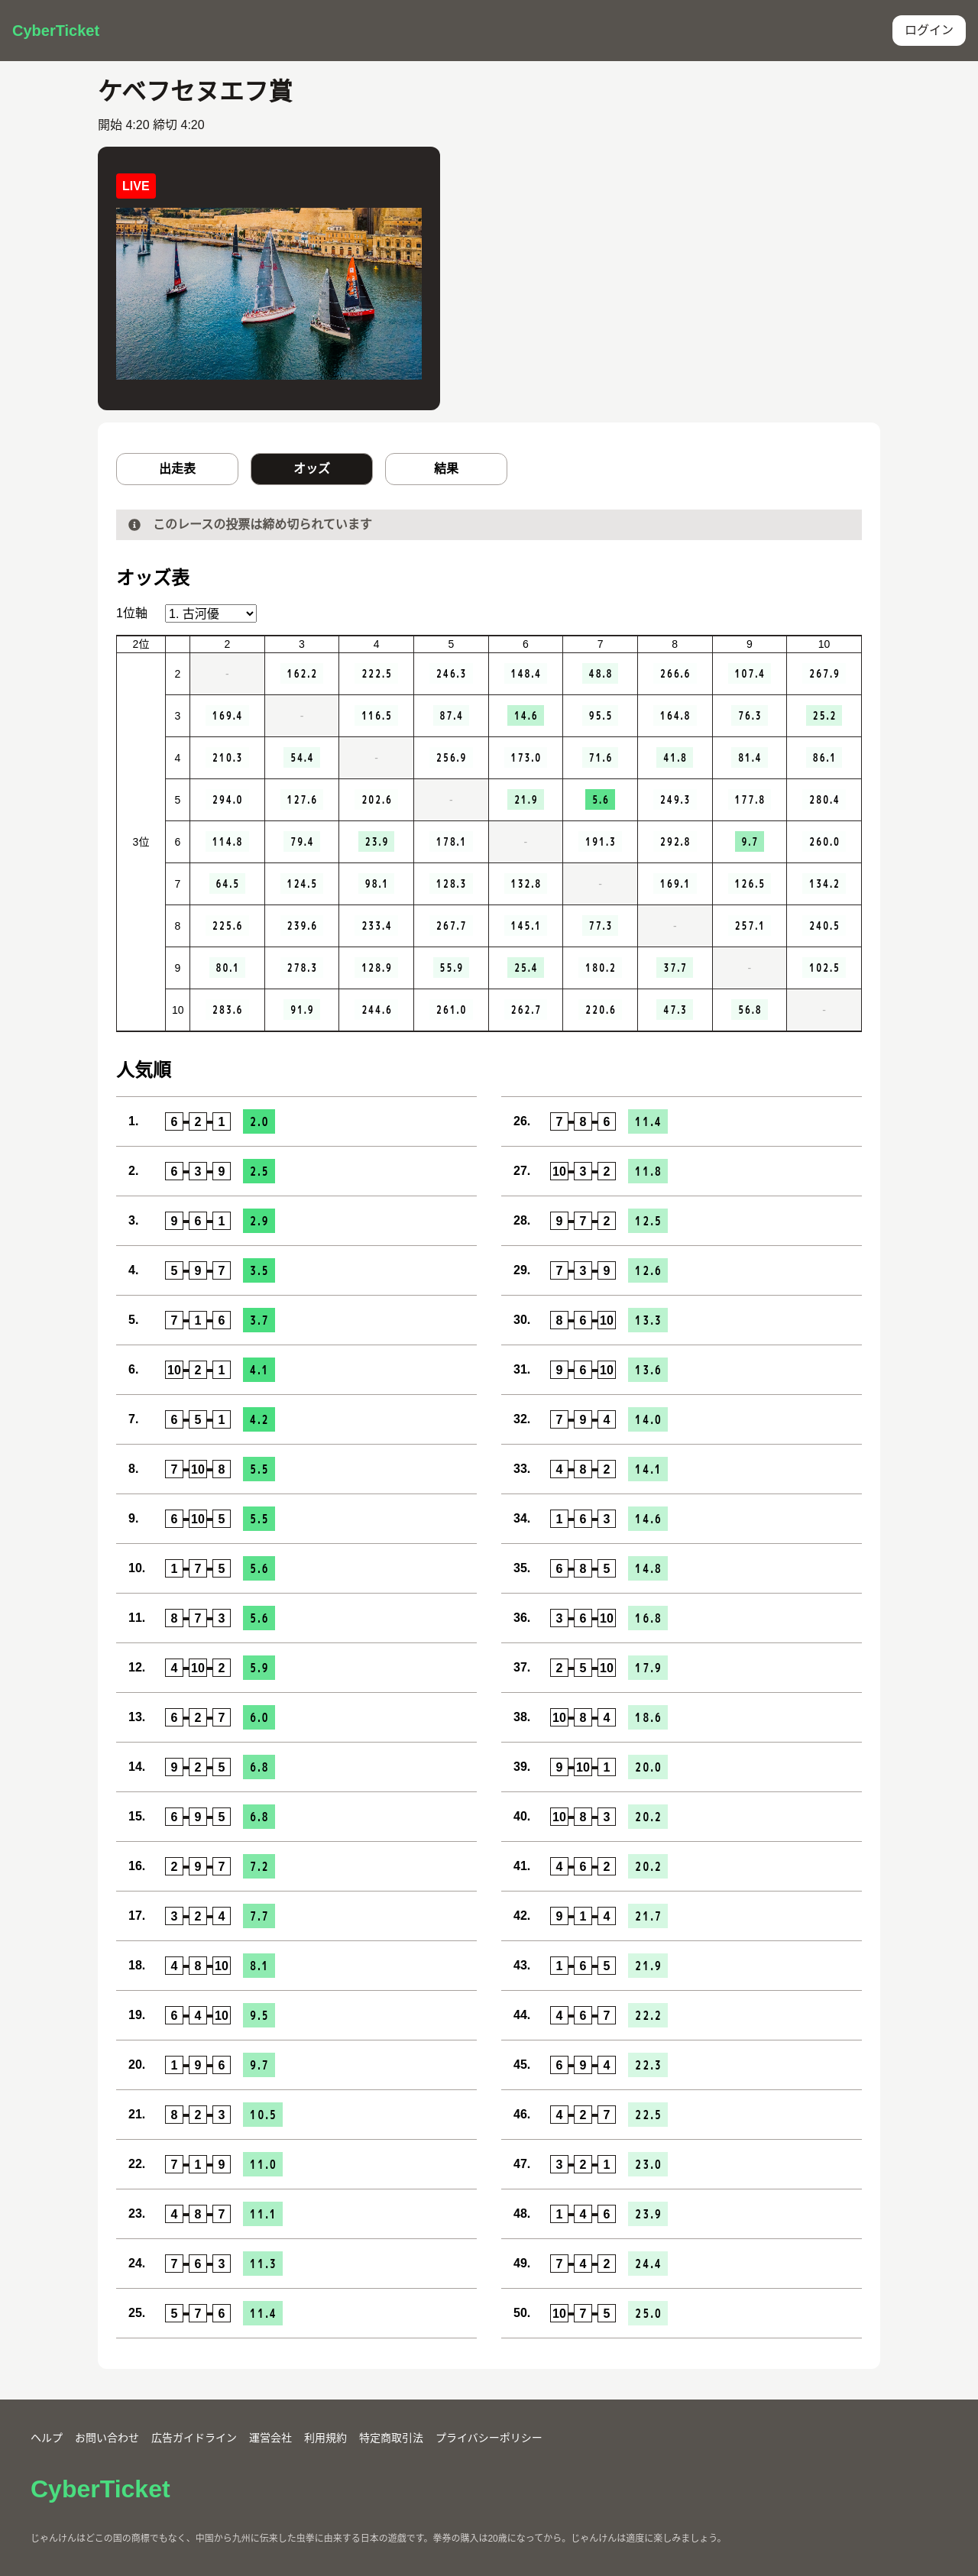 CyberTicket
ログイン
ケベフセヌエフ賞
開始 4:20 締切 4:20
LIVE
出走表 オッズ 結果
このレースの投票は締め切られています
オッズ表
1位軸 1. 古河優
2位 2 3 4 5 6 7 8 9 10
2 - 162.2 222.5 246.3 148.4 48.8 266.6 107.4 267.9
3 169.4 - 116.5 87.4 14.6 95.5 164.8 76.3 25.2
4 210.3 54.4 - 256.9 173.0 71.6 41.8 81.4 86.1
5 294.0 127.6 202.6 - 21.9 5.6 249.3 177.8 280.4
3位 6 114.8 79.4 23.9 178.1 - 191.3 292.8 9.7 260.0
7 64.5 124.5 98.1 128.3 132.8 - 169.1 126.5 134.2
8 225.6 239.6 233.4 267.7 145.1 77.3 - 257.1 240.5
9 80.1 278.3 128.9 55.9 25.4 180.2 37.7 - 102.5
10 283.6 91.9 244.6 261.0 262.7 220.6 47.3 56.8 -
人気順
1. 6-2-1 2.0
2. 6-3-9 2.5
3. 9-6-1 2.9
4. 5-9-7 3.5
5. 7-1-6 3.7
6. 10-2-1 4.1
7. 6-5-1 4.2
8. 7-10-8 5.5
9. 6-10-5 5.5
10. 1-7-5 5.6
11. 8-7-3 5.6
12. 4-10-2 5.9
13. 6-2-7 6.0
14. 9-2-5 6.8
15. 6-9-5 6.8
16. 2-9-7 7.2
17. 3-2-4 7.7
18. 4-8-10 8.1
19. 6-4-10 9.5
20. 1-9-6 9.7
21. 8-2-3 10.5
22. 7-1-9 11.0
23. 4-8-7 11.1
24. 7-6-3 11.3
25. 5-7-6 11.4
26. 7-8-6 11.4
27. 10-3-2 11.8
28. 9-7-2 12.5
29. 7-3-9 12.6
30. 8-6-10 13.3
31. 9-6-10 13.6
32. 7-9-4 14.0
33. 4-8-2 14.1
34. 1-6-3 14.6
35. 6-8-5 14.8
36. 3-6-10 16.8
37. 2-5-10 17.9
38. 10-8-4 18.6
39. 9-10-1 20.0
40. 10-8-3 20.2
41. 4-6-2 20.2
42. 9-1-4 21.7
43. 1-6-5 21.9
44. 4-6-7 22.2
45. 6-9-4 22.3
46. 4-2-7 22.5
47. 3-2-1 23.0
48. 1-4-6 23.9
49. 7-4-2 24.4
50. 10-7-5 25.0
ヘルプ お問い合わせ 広告ガイドライン 運営会社 利用規約 特定商取引法 プライバシーポリシー
CyberTicket
じゃんけんはどこの国の商標でもなく、中国から九州に伝来した虫拳に由来する日本の遊戯です。拳券の購入は20歳になってから。じゃんけんは適度に楽しみましょう。